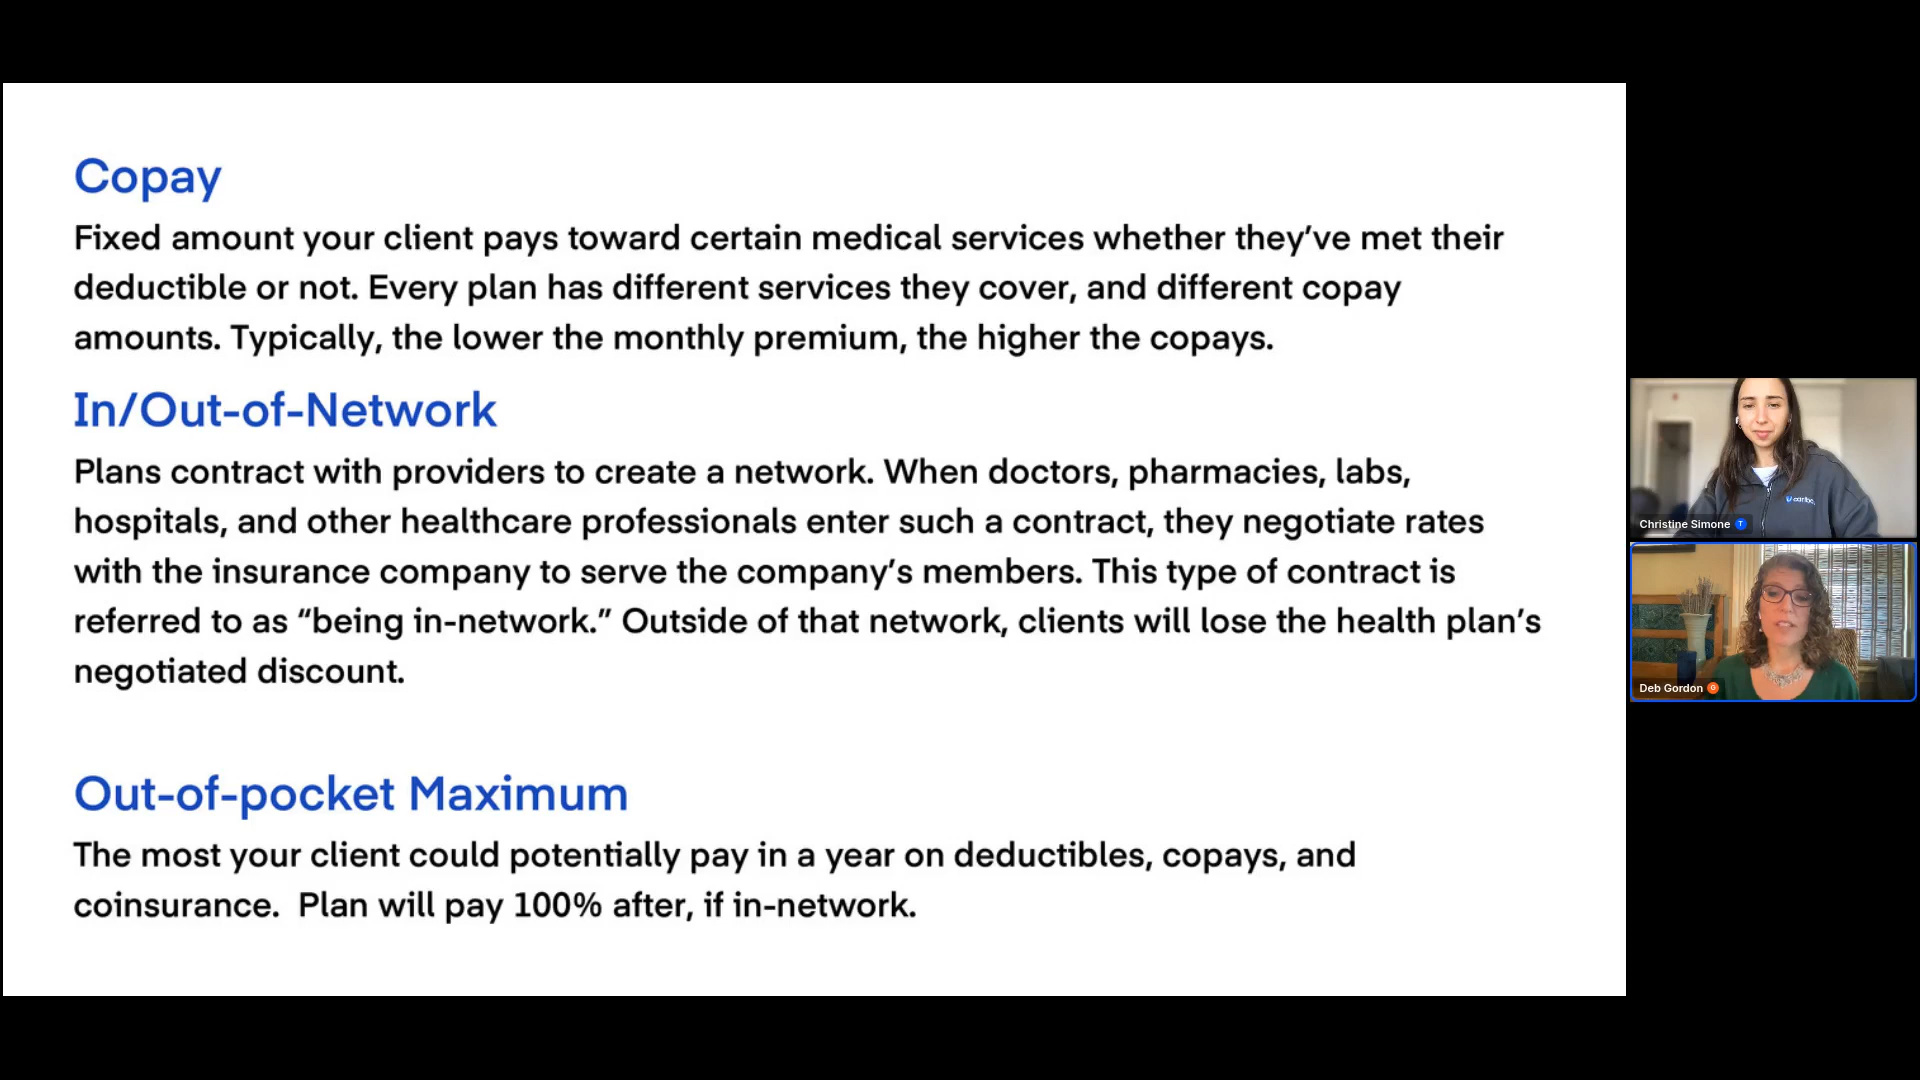 Copay
Fixed amount your client pays toward certain medical services whether they’ve met their
deductible or not. Every plan has different services they cover, and different copay
amounts. Typically, the lower the monthly premium, the higher the copays.
In/Out-of-Network
Plans contract with providers to create a network. When doctors, pharmacies, labs,
hospitals, and other healthcare professionals enter such a contract, they negotiate rates
with the insurance company to serve the company’s members. This type of contract is
referred to as “being in-network.” Outside of that network, clients will lose the health plan’s
negotiated discount.
Out-of-pocket Maximum
The most your client could potentially pay in a year on deductibles, copays, and
coinsurance.  Plan will pay 100% after, if in-network.
Christine Simone T
Deb Gordon G